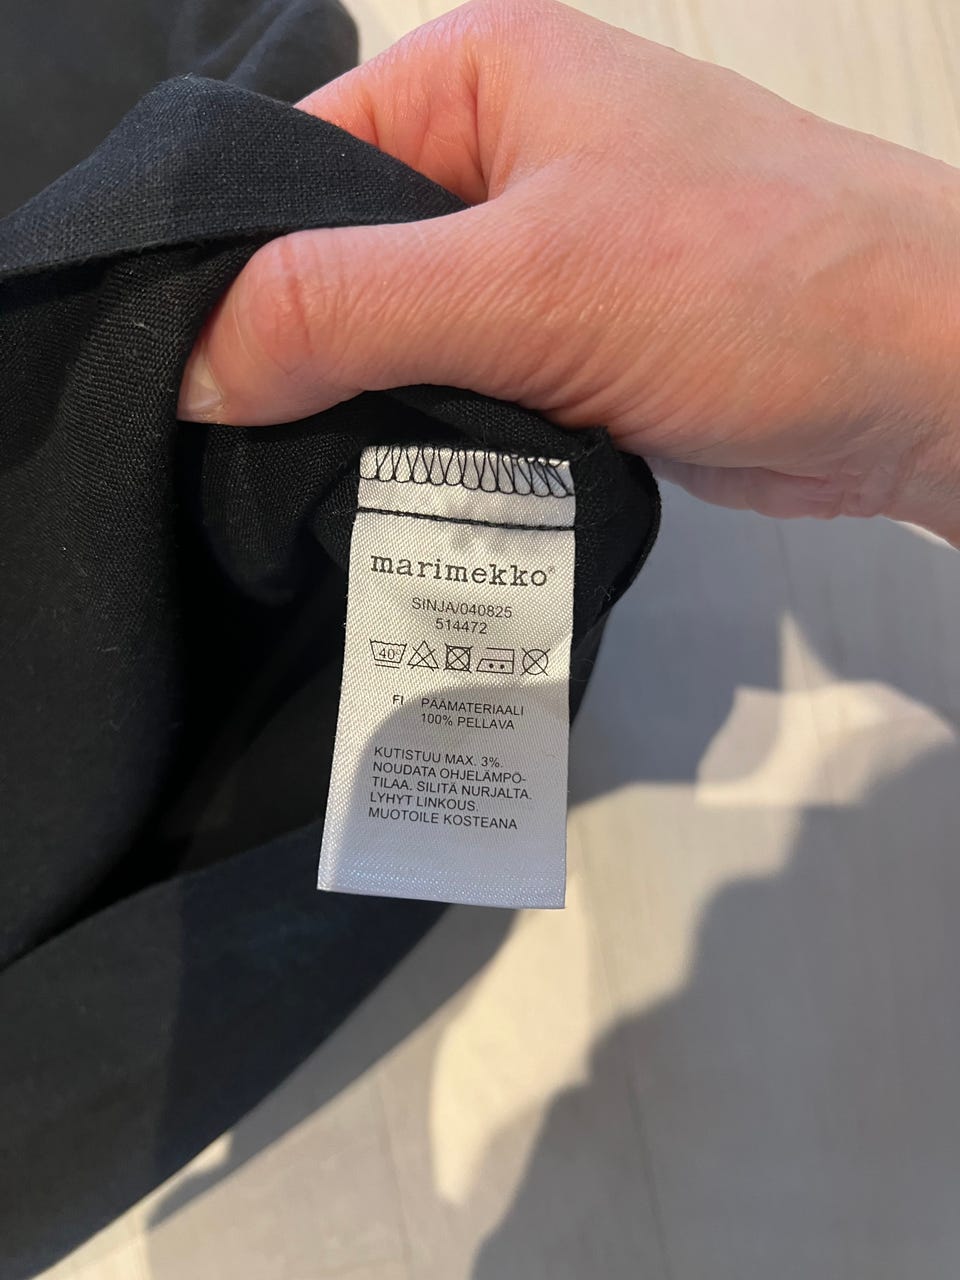 marimekko®
SINJA/040825
514472
40°
FI PÄÄMATERIAALI
100% PELLAVA
KUTISTUU MAX. 3%.
NOUDATA OHJELÄMPÖ-
TILAA. SILITÄ NURJALTA.
LYHYT LINKOUS.
MUOTOILE KOSTEANA